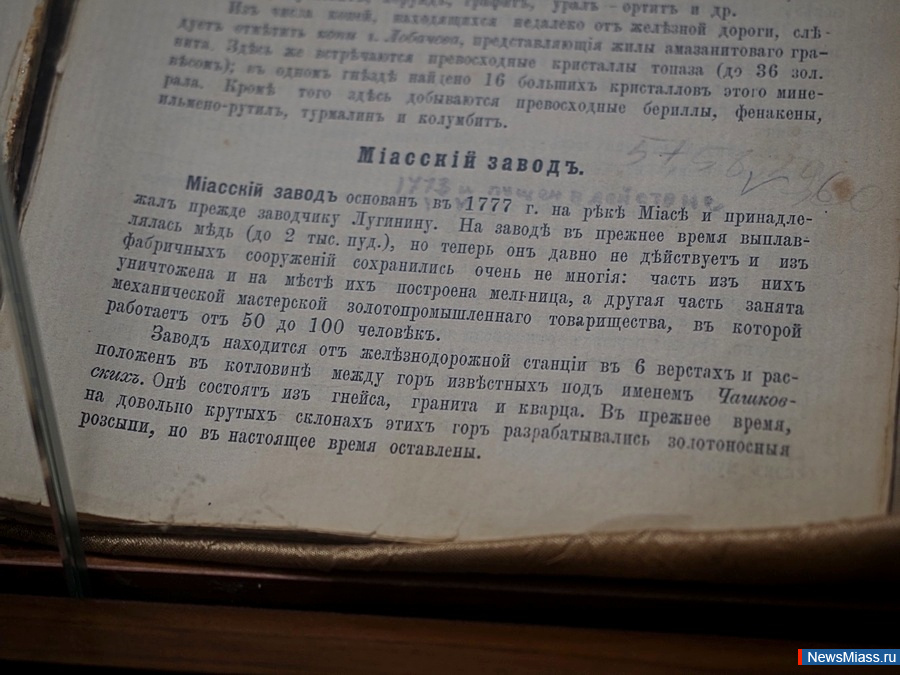 графитъ, уралъ-ортитъ и др.
Изъ числа копей, находящихся недалеко отъ желѣзной дороги, слѣ-
дуетъ отмѣтить копи г. Лобачева, представляющія жилы амазанитоваго гра-
нита. Здѣсь же встрѣчаются превосходные кристаллы топаза (до 36 зол.
вѣсомъ); въ одномъ гнѣздѣ найдено 16 большихъ кристалловъ этого мине-
рала. Кромѣ того здѣсь добываются превосходные бериллы, фенакены,
ильмено-рутилъ, турмалинъ и колумбитъ.
Міасскій заводъ.
Міасскій заводъ основанъ въ 1777 г. на рѣкѣ Міасѣ и принадле-
жалъ прежде заводчику Лугинину. На заводѣ въ прежнее время выплав-
лялась мѣдь (до 2 тыс. пуд.), но теперь онъ давно не дѣйствуетъ и изъ
фабричныхъ сооруженій сохранились очень не многія: часть изъ нихъ
уничтожена и на мѣстѣ ихъ построена мельница, а другая часть занята
механической мастерской золотопромышленнаго товарищества, въ которой
работаетъ отъ 50 до 100 человѣкъ.
Заводъ находится отъ желѣзнодорожной станціи въ 6 верстахъ и рас-
положенъ въ котловинѣ между горъ извѣстныхъ подъ именемъ Чашков-
скихъ. Онѣ состоятъ изъ гнейса, гранита и кварца. Въ прежнее время,
на довольно крутыхъ склонахъ этихъ горъ разрабатывались золотоносныя
розсыпи, но въ настоящее время оставлены.
NewsMiass.ru